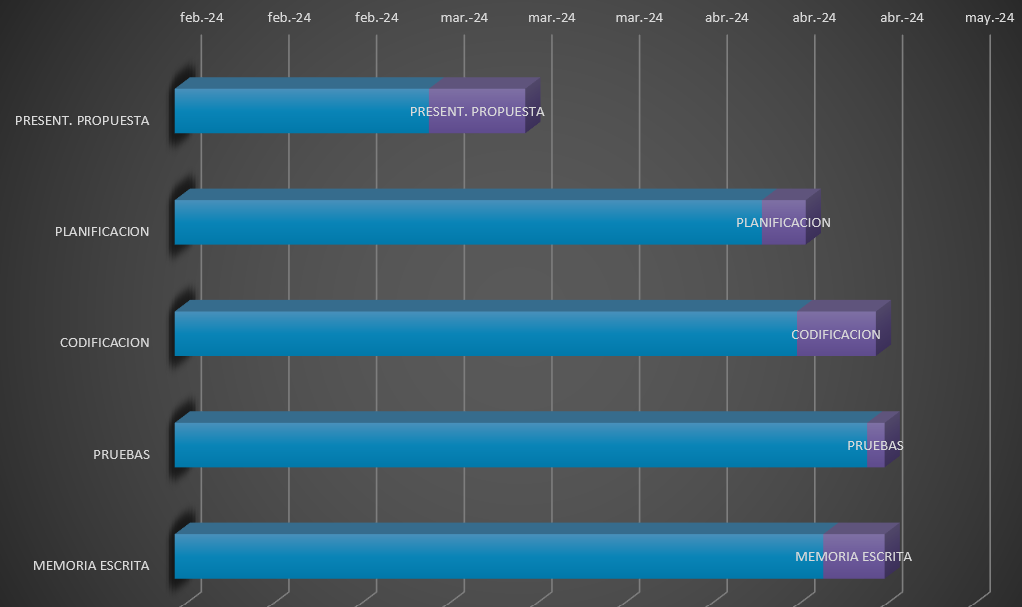 feb.-24 feb.-24 feb.-24 mar.-24 mar.-24 mar.-24 abr.-24 abr.-24 abr.-24 may.-24
PRESENT. PROPUESTA PRESENT. PROPUESTA
PLANIFICACION PLANIFICACION
CODIFICACION CODIFICACION
PRUEBAS PRUEBAS
MEMORIA ESCRITA MEMORIA ESCRITA